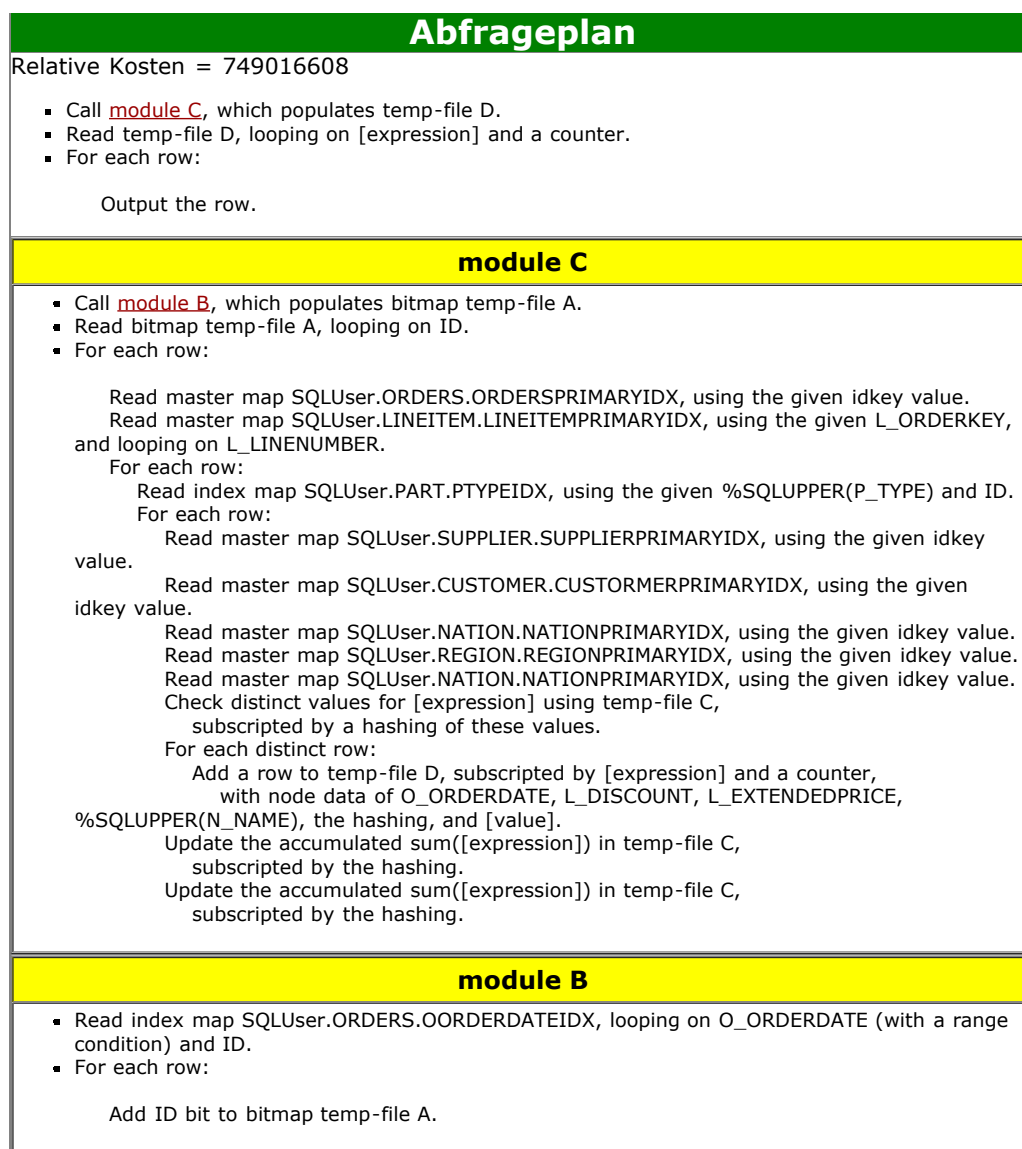 Abfrageplan
Relative Kosten = 749016608
Call module C, which populates temp-file D.
Read temp-file D, looping on [expression] and a counter.
For each row:
Output the row.
module C
Call module B, which populates bitmap temp-file A.
Read bitmap temp-file A, looping on ID.
For each row:
Read master map SQLUser.ORDERS.ORDERSPRIMARYIDX, using the given idkey value.
Read master map SQLUser.LINEITEM.LINEITEMPRIMARYIDX, using the given L_ORDERKEY,
and looping on L_LINENUMBER.
For each row:
Read index map SQLUser.PART.PTYPEIDX, using the given %SQLUPPER(P_TYPE) and ID.
For each row:
Read master map SQLUser.SUPPLIER.SUPPLIERPRIMARYIDX, using the given idkey
value.
Read master map SQLUser.CUSTOMER.CUSTORMERPRIMARYIDX, using the given
idkey value.
Read master map SQLUser.NATION.NATIONPRIMARYIDX, using the given idkey value.
Read master map SQLUser.REGION.REGIONPRIMARYIDX, using the given idkey value.
Read master map SQLUser.NATION.NATIONPRIMARYIDX, using the given idkey value.
Check distinct values for [expression] using temp-file C,
subscripted by a hashing of these values.
For each distinct row:
Add a row to temp-file D, subscripted by [expression] and a counter,
with node data of O_ORDERDATE, L_DISCOUNT, L_EXTENDEDPRICE,
%SQLUPPER(N_NAME), the hashing, and [value].
Update the accumulated sum([expression]) in temp-file C,
subscripted by the hashing.
Update the accumulated sum([expression]) in temp-file C,
subscripted by the hashing.
module B
Read index map SQLUser.ORDERS.OORDERDATEIDX, looping on O_ORDERDATE (with a range
condition) and ID.
For each row:
Add ID bit to bitmap temp-file A.